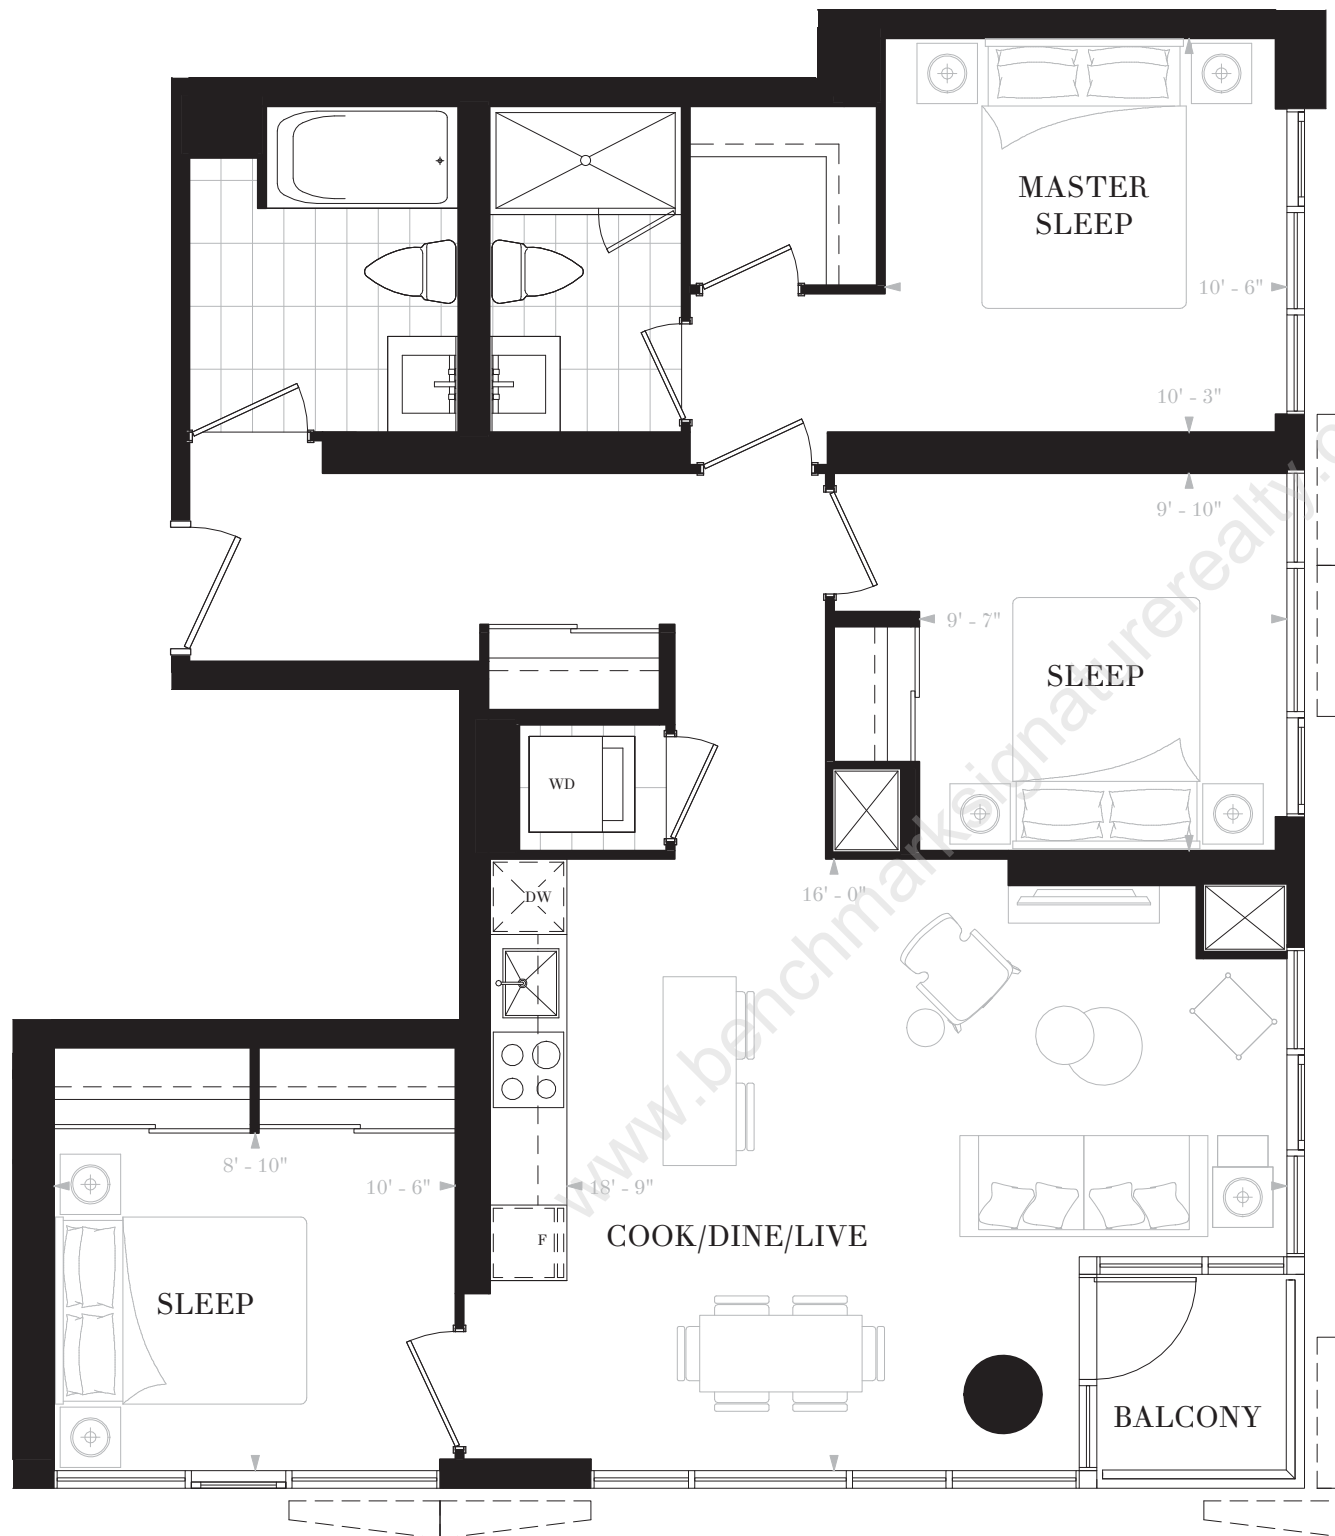 MASTER
SLEEP
10' - 6"
10' - 3"
9' - 10"
9' - 7"
SLEEP
WD
DW
16' - 0"
8' - 10"
10' - 6"
18' - 9"
F
COOK/DINE/LIVE
SLEEP
BALCONY
www.benchmarksignaturerealty.c